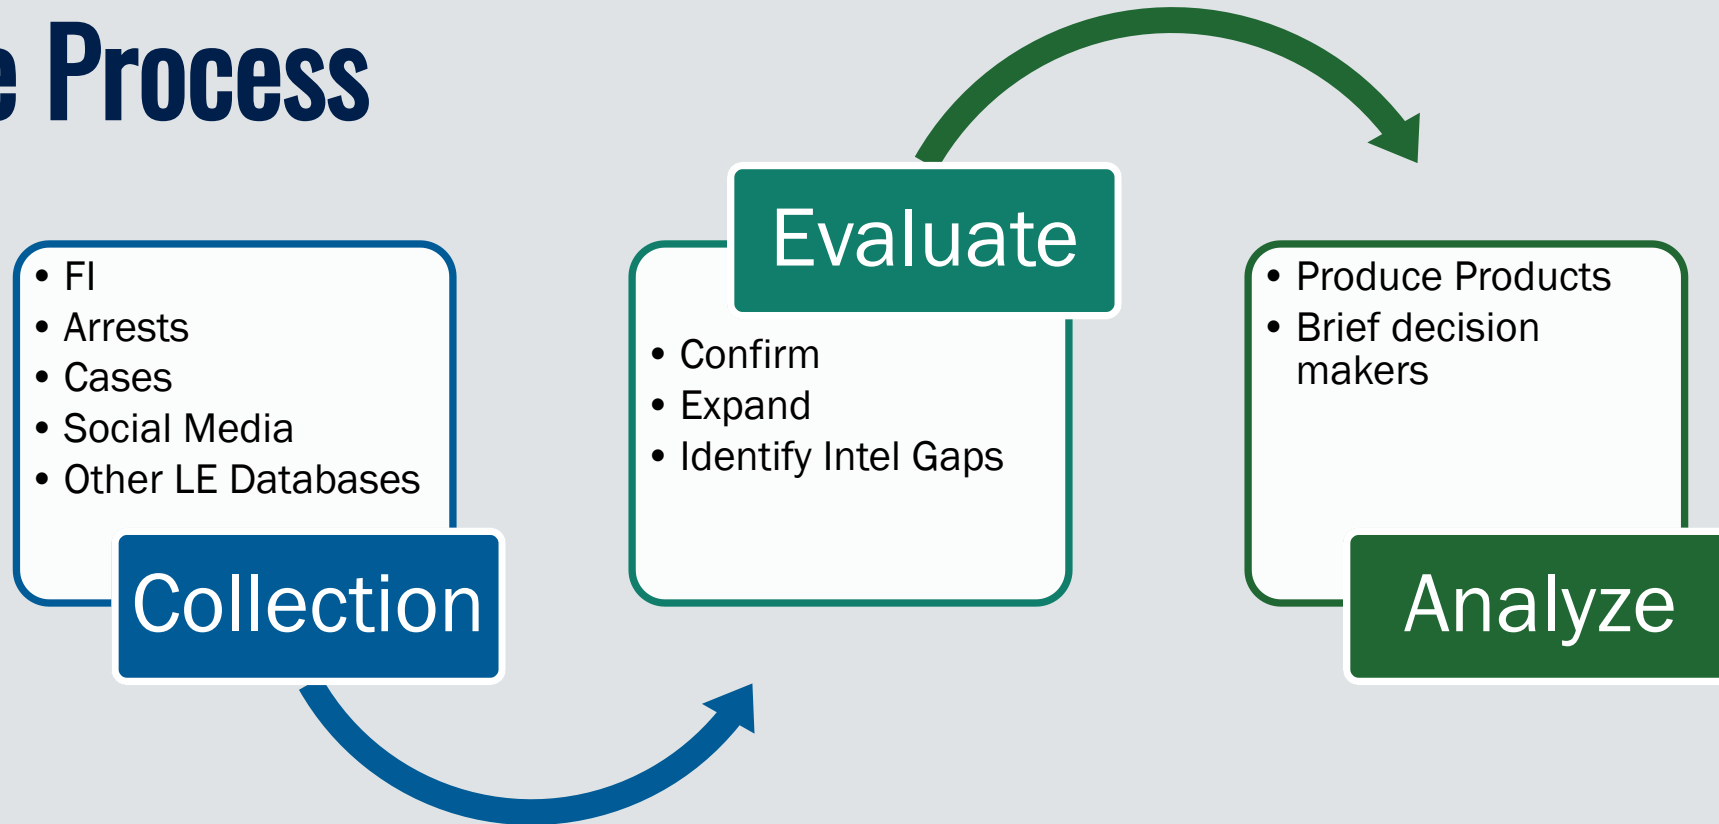 e Process
• FI
• Arrests
• Cases
• Social Media
• Other LE Databases
Collection
Evaluate
• Confirm
• Expand
• Identify Intel Gaps
• Produce Products
• Brief decision
makers
Analyze